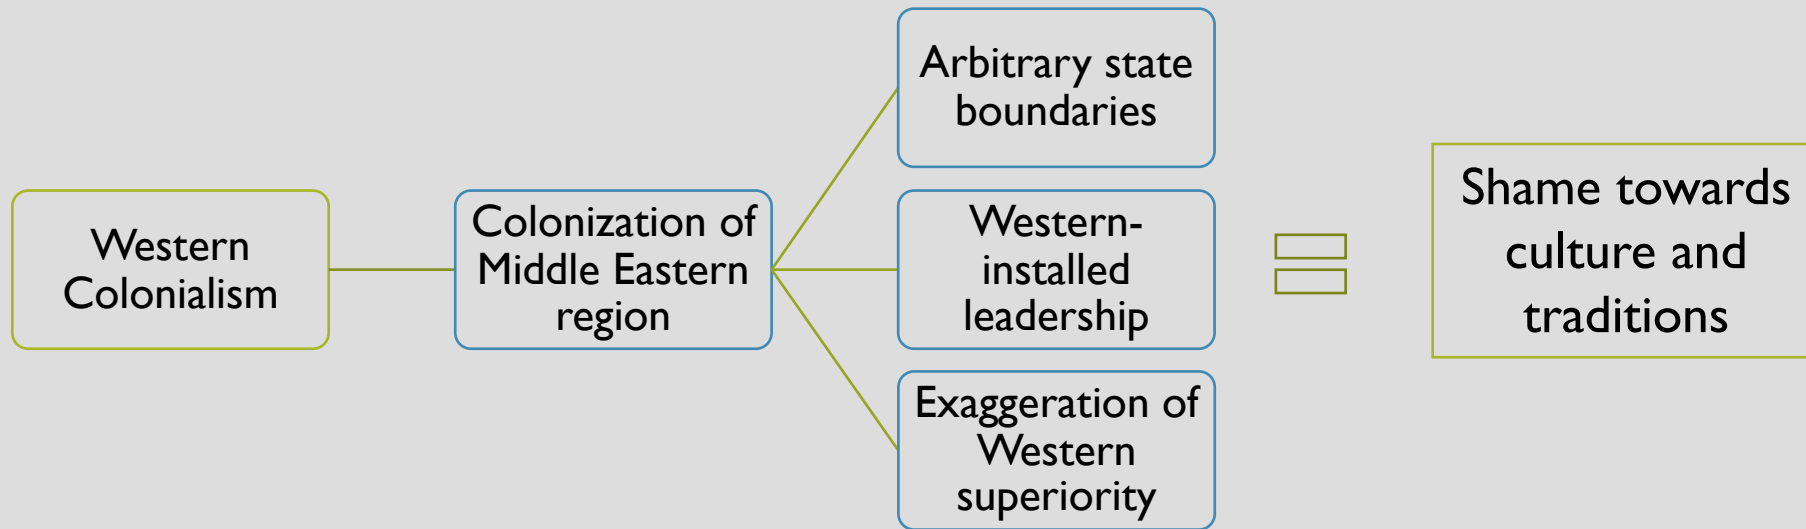 Western
Colonialism
Colonization of
Middle Eastern
region
Arbitrary state
boundaries
Western-
installed
leadership
Exaggeration of
Western
superiority
Shame towards
culture and
traditions